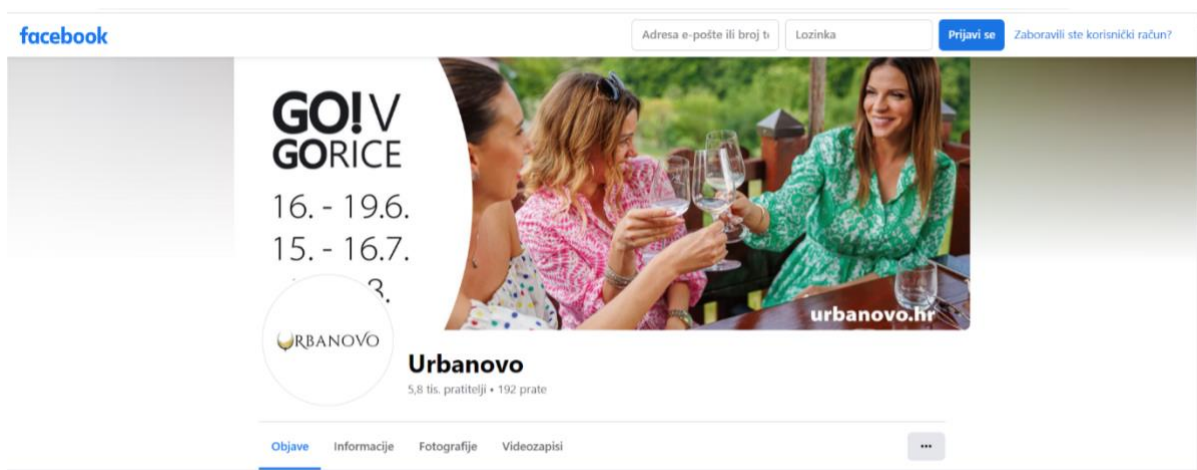 facebook
Adresa e-pošte ili broj t
Lozinka
Prijavi se
Zaboravili ste korisnički račun?
GO! V
GORICE
16. - 19.6.
15. - 16.7.
8.
urbanovo.hr
URBANOVO
Urbanovo
5,8 tis. pratitelji • 192 prate
Objave
Informacije
Fotografije
Videozapisi